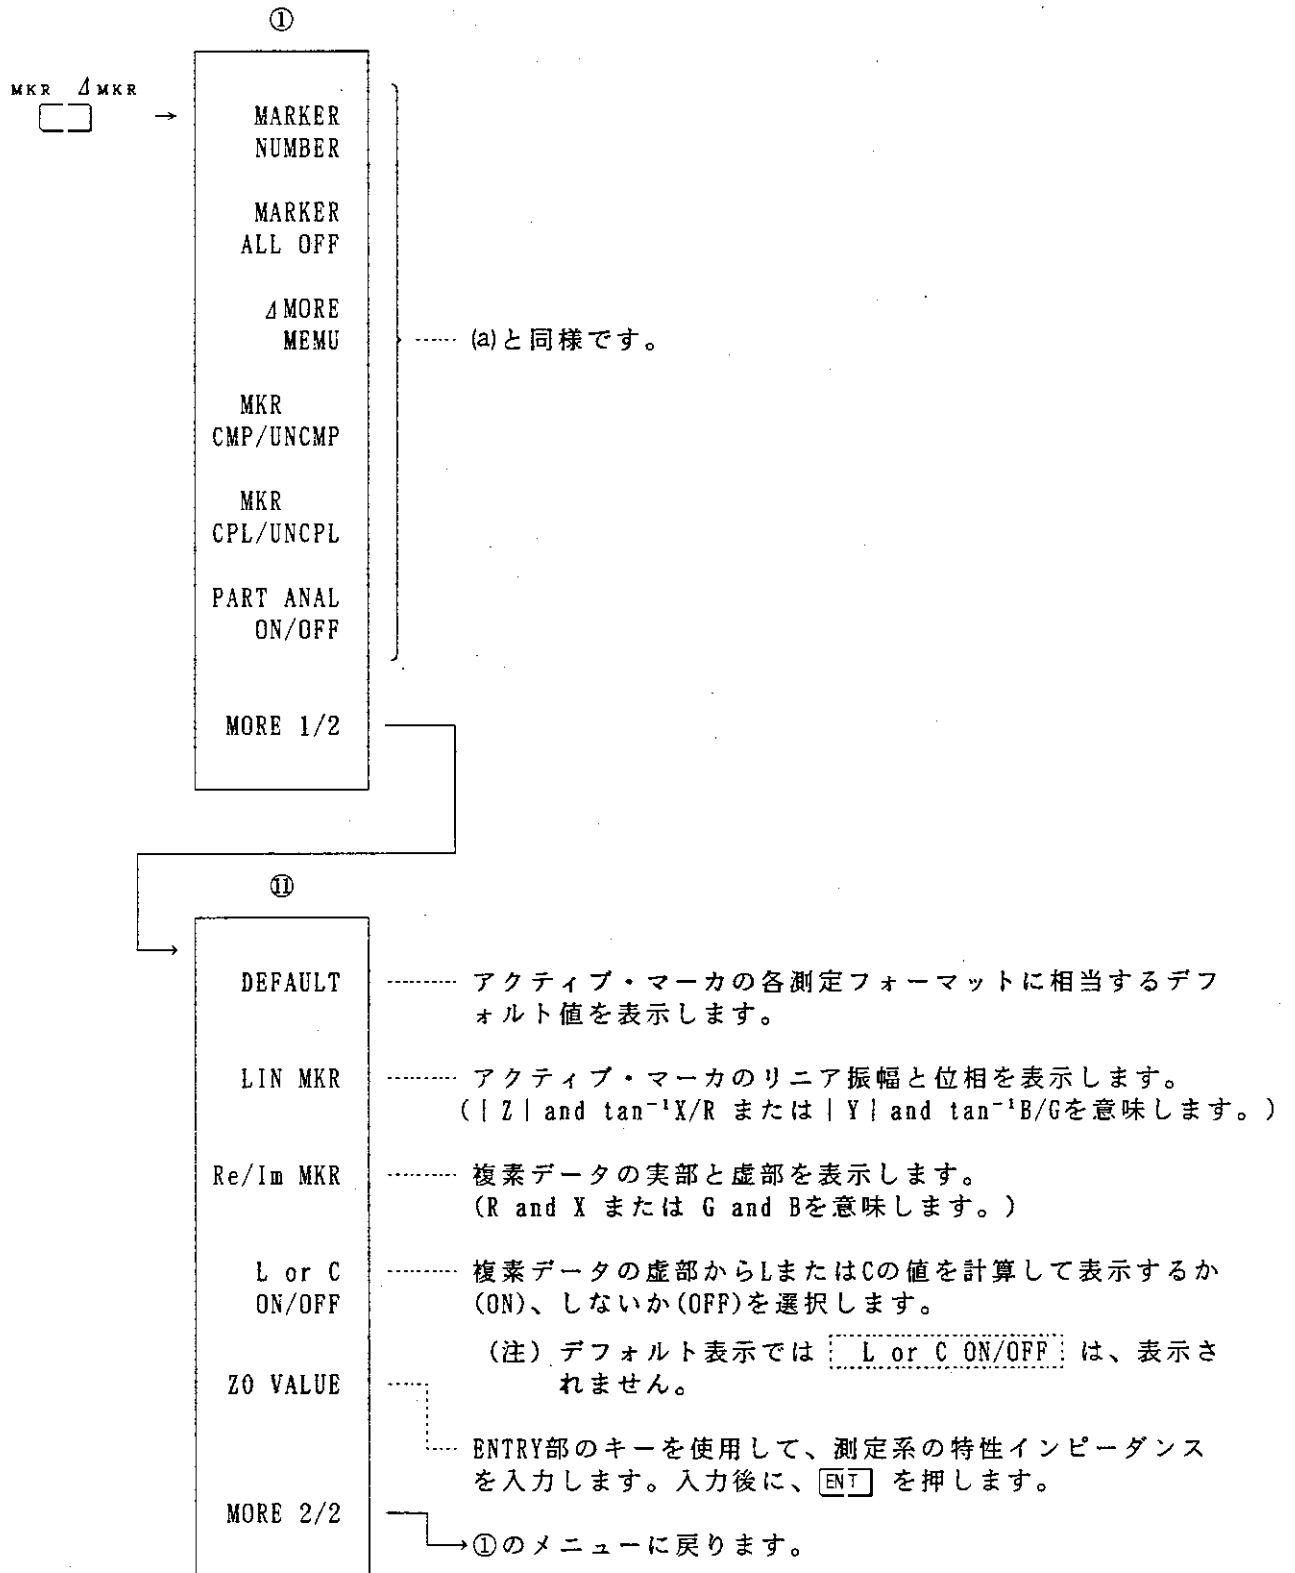 ①
MKR ⊿MKR
→
MARKER
NUMBER
MARKER
ALL OFF
⊿MORE
MEMU
(a)と同様です。
MKR
CMP/UNCMP
MKR
CPL/UNCPL
PART ANAL
ON/OFF
MORE 1/2
⑪
DEFAULT アクティブ・マーカの各測定フォーマットに相当するデフ
ォルト値を表示します。
LIN MKR アクティブ・マーカのリニア振幅と位相を表示します。
(|Z| and tan⁻¹X/R または|Y| and tan⁻¹B/Gを意味します。)
Re/Im MKR 複素データの実部と虚部を表示します。
(R and X または G and Bを意味します。)
L or C 複素データの虚部からLまたはCの値を計算して表示するか
ON/OFF (ON)、しないか(OFF)を選択します。
(注) デフォルト表示では L or C ON/OFF は、表示さ
れません。
ZO VALUE
ENTRY部のキーを使用して、測定系の特性インピーダンス
を入力します。入力後に、ENT を押します。
MORE 2/2
→①のメニューに戻ります。